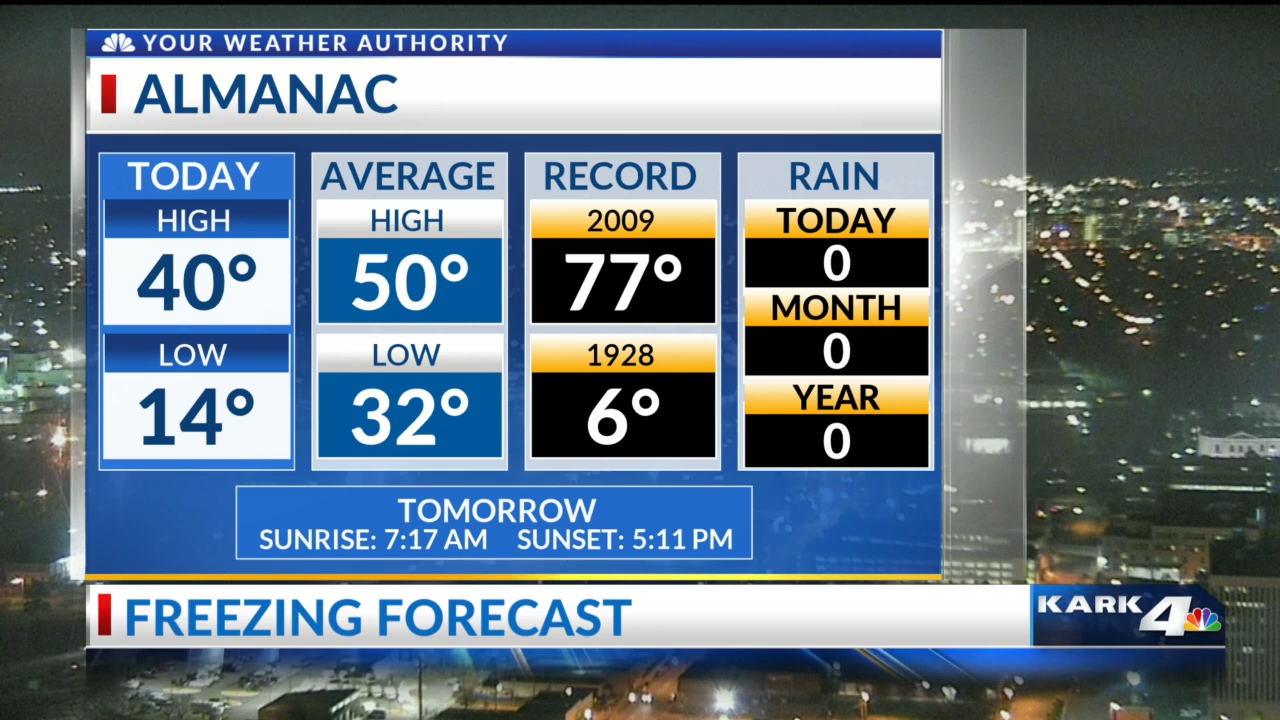 YOUR WEATHER AUTHORITY
ALMANAC
TODAY
HIGH
40°
LOW
14°
AVERAGE
HIGH
50°
LOW
32°
RECORD
2009
77°
1928
6°
RAIN
TODAY
0
MONTH
0
YEAR
0
TOMORROW
SUNRISE: 7:17 AM SUNSET: 5:11 PM
FREEZING FORECAST
KARK 4